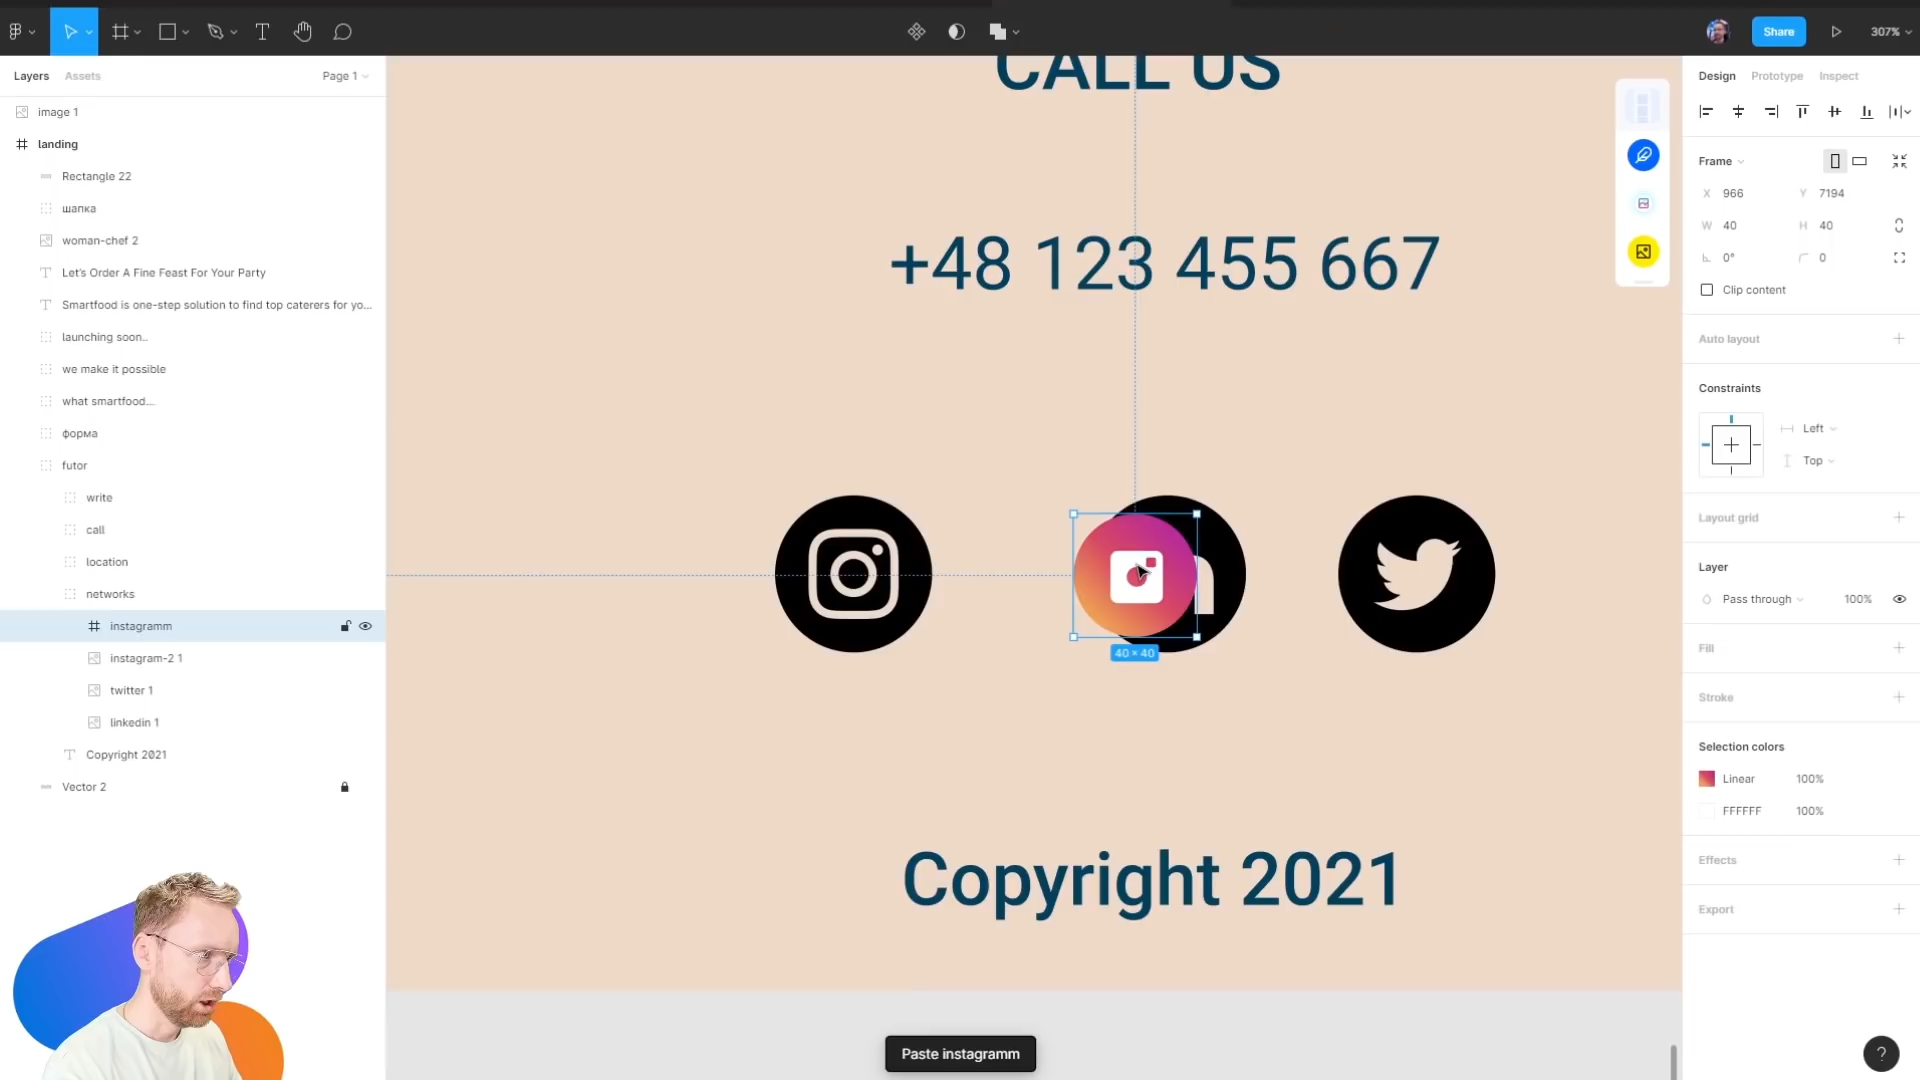 Share
307%
Layers
Assets
Page 1
image 1
landing
Rectangle 22
шапка
woman-chef 2
Let's Order A Fine Feast For Your Party
Smartfood is one-step solution to find top caterers for yo...
launching soon..
we make it possible
what smartfood....
форма
futor
write
call
location
networks
instagramm
instagram-2 1
twitter 1
linkedin 1
Copyright 2021
Vector 2
CALL US
+48 123 455 667
40 × 40
Copyright 2021
Paste instagramm
Design
Prototype
Inspect
Frame
X 966
Y 7194
W 40
H 40
0°
0
Clip content
Auto layout
Constraints
Left
Top
Layout grid
Layer
Pass through
100%
Fill
Stroke
Selection colors
Linear
100%
FFFFFF
100%
Effects
Export
?